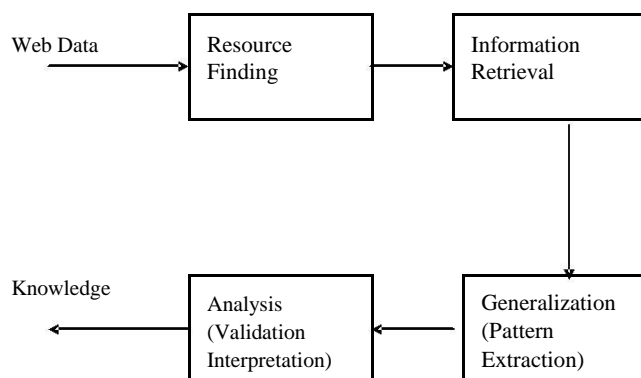 Web Data
Resource
Finding
Information
Retrieval
Knowledge
Analysis
(Validation
Interpretation)
Generalization
(Pattern
Extraction)